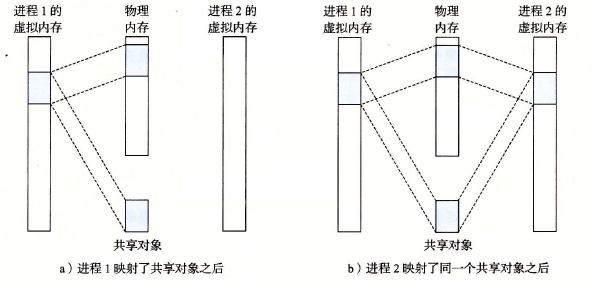 进程 1 的
虚拟内存
物理
内存
进程 2 的
虚拟内存
共享对象
a）进程 1 映射了共享对象之后
进程 1 的
虚拟内存
物理
内存
进程 2 的
虚拟内存
共享对象
b）进程 2 映射了同一个共享对象之后